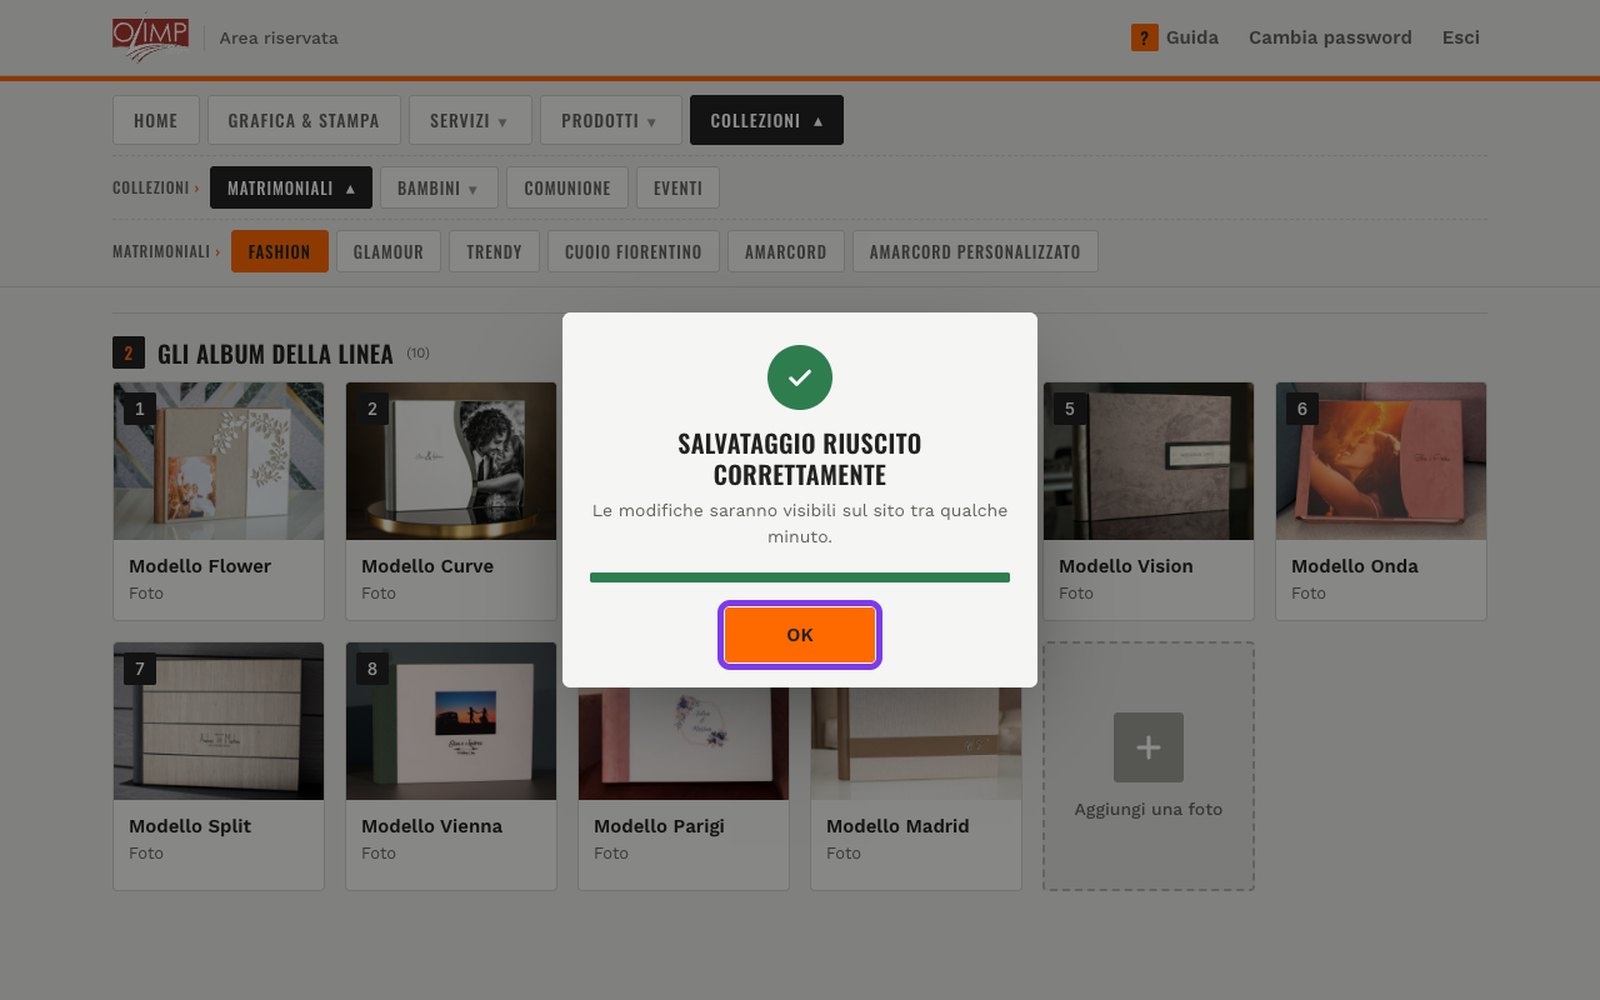 OLIMP
Area riservata
? Guida
Cambia password
Esci
HOME
GRAFICA & STAMPA
SERVIZI ▼
PRODOTTI ▼
COLLEZIONI ▲
COLLEZIONI ›
MATRIMONIALI ▲
BAMBINI ▼
COMUNIONE
EVENTI
MATRIMONIALI ›
FASHION
GLAMOUR
TRENDY
CUOIO FIORENTINO
AMARCORD
AMARCORD PERSONALIZZATO
2 GLI ALBUM DELLA LINEA (10)
SALVATAGGIO RIUSCITO
CORRETTAMENTE
Le modifiche saranno visibili sul sito tra qualche
minuto.
OK
1
Modello Flower
Foto
2
Modello Curve
Foto
5
Modello Vision
Foto
6
Modello Onda
Foto
7
Modello Split
Foto
8
Modello Vienna
Foto
Modello Parigi
Foto
Modello Madrid
Foto
+
Aggiungi una foto